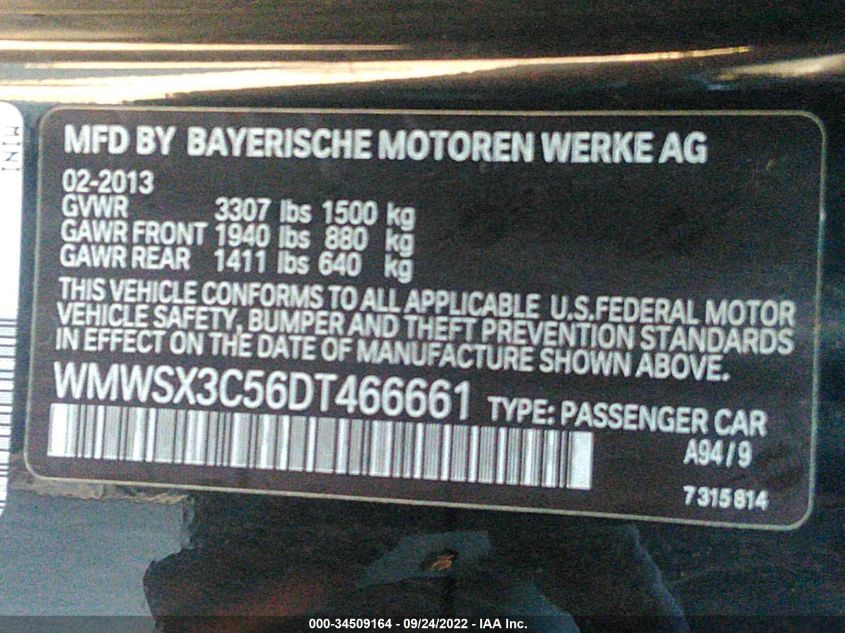 MINI
MFD BY BAYERISCHE MOTOREN WERKE AG
02-2013
GVWR 3307 lbs 1500 kg
GAWR FRONT 1940 lbs 880 kg
GAWR REAR 1411 lbs 640 kg
THIS VEHICLE CONFORMS TO ALL APPLICABLE U.S.FEDERAL MOTOR
VEHICLE SAFETY, BUMPER AND THEFT PREVENTION STANDARDS
IN EFFECT ON THE DATE OF MANUFACTURE SHOWN ABOVE.
WMWSX3C56DT466661 TYPE: PASSENGER CAR
A94/9
7315814
000-34509164 - 09/24/2022 - IAA Inc.